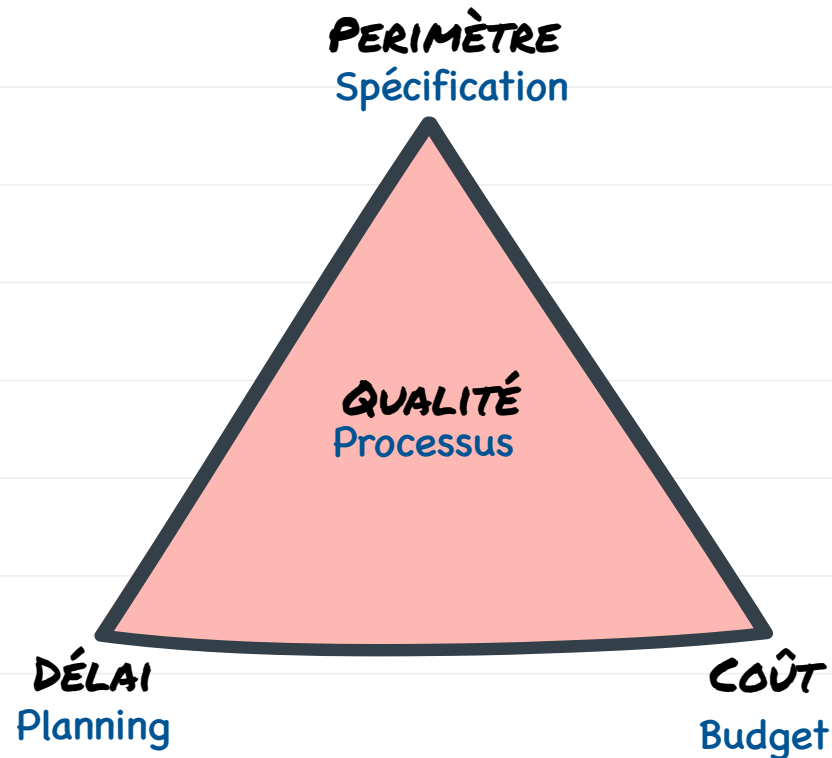 PERIMÈTRE
Spécification
QUALITÉ
Processus
DÉLAI
Planning
COÛT
Budget